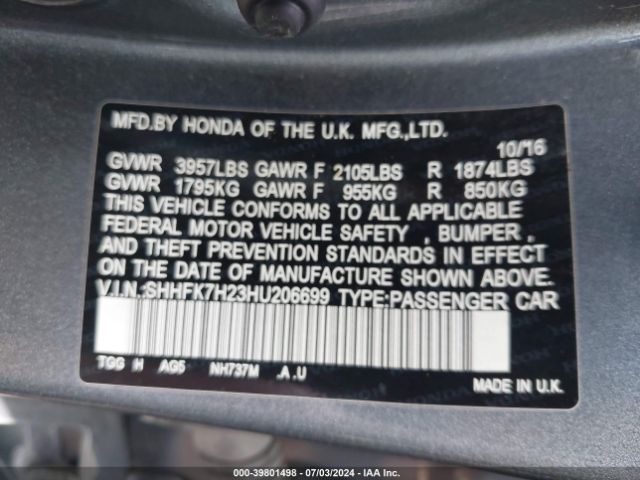 MFD.BY HONDA OF THE U.K. MFG.,LTD.
10/16
GVWR 3957LBS GAWR F 2105LBS R 1874LBS
GVWR 1795KG GAWR F 955KG R 850KG
THIS VEHICLE CONFORMS TO ALL APPLICABLE
FEDERAL MOTOR VEHICLE SAFETY , BUMPER ,
AND THEFT PREVENTION STANDARDS IN EFFECT
ON THE DATE OF MANUFACTURE SHOWN ABOVE.
V.I.N.:SHHFK7H23HU206699 TYPE:PASSENGER CAR
TGG H AG5 NH737M .A .U
MADE IN U.K.
000-39801498 - 07/03/2024 - IAA Inc.